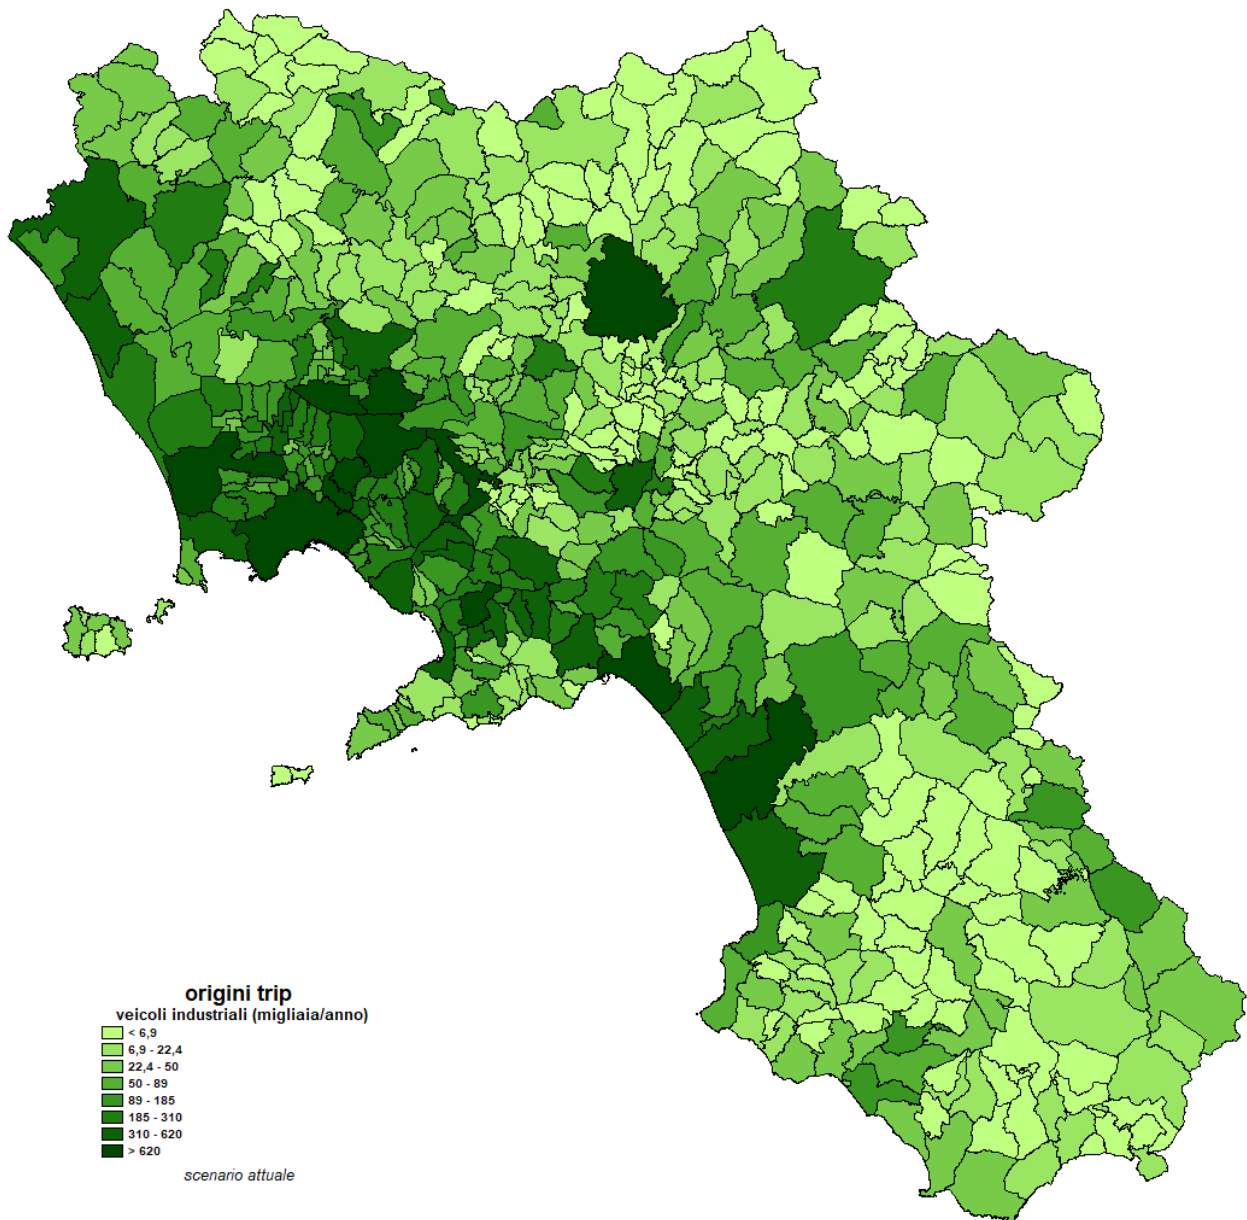 origini trip
veicoli industriali (migliaia/anno)
< 6,9
6,9 - 22,4
22,4 - 50
50 - 89
89 - 185
185 - 310
310 - 620
> 620
scenario attuale